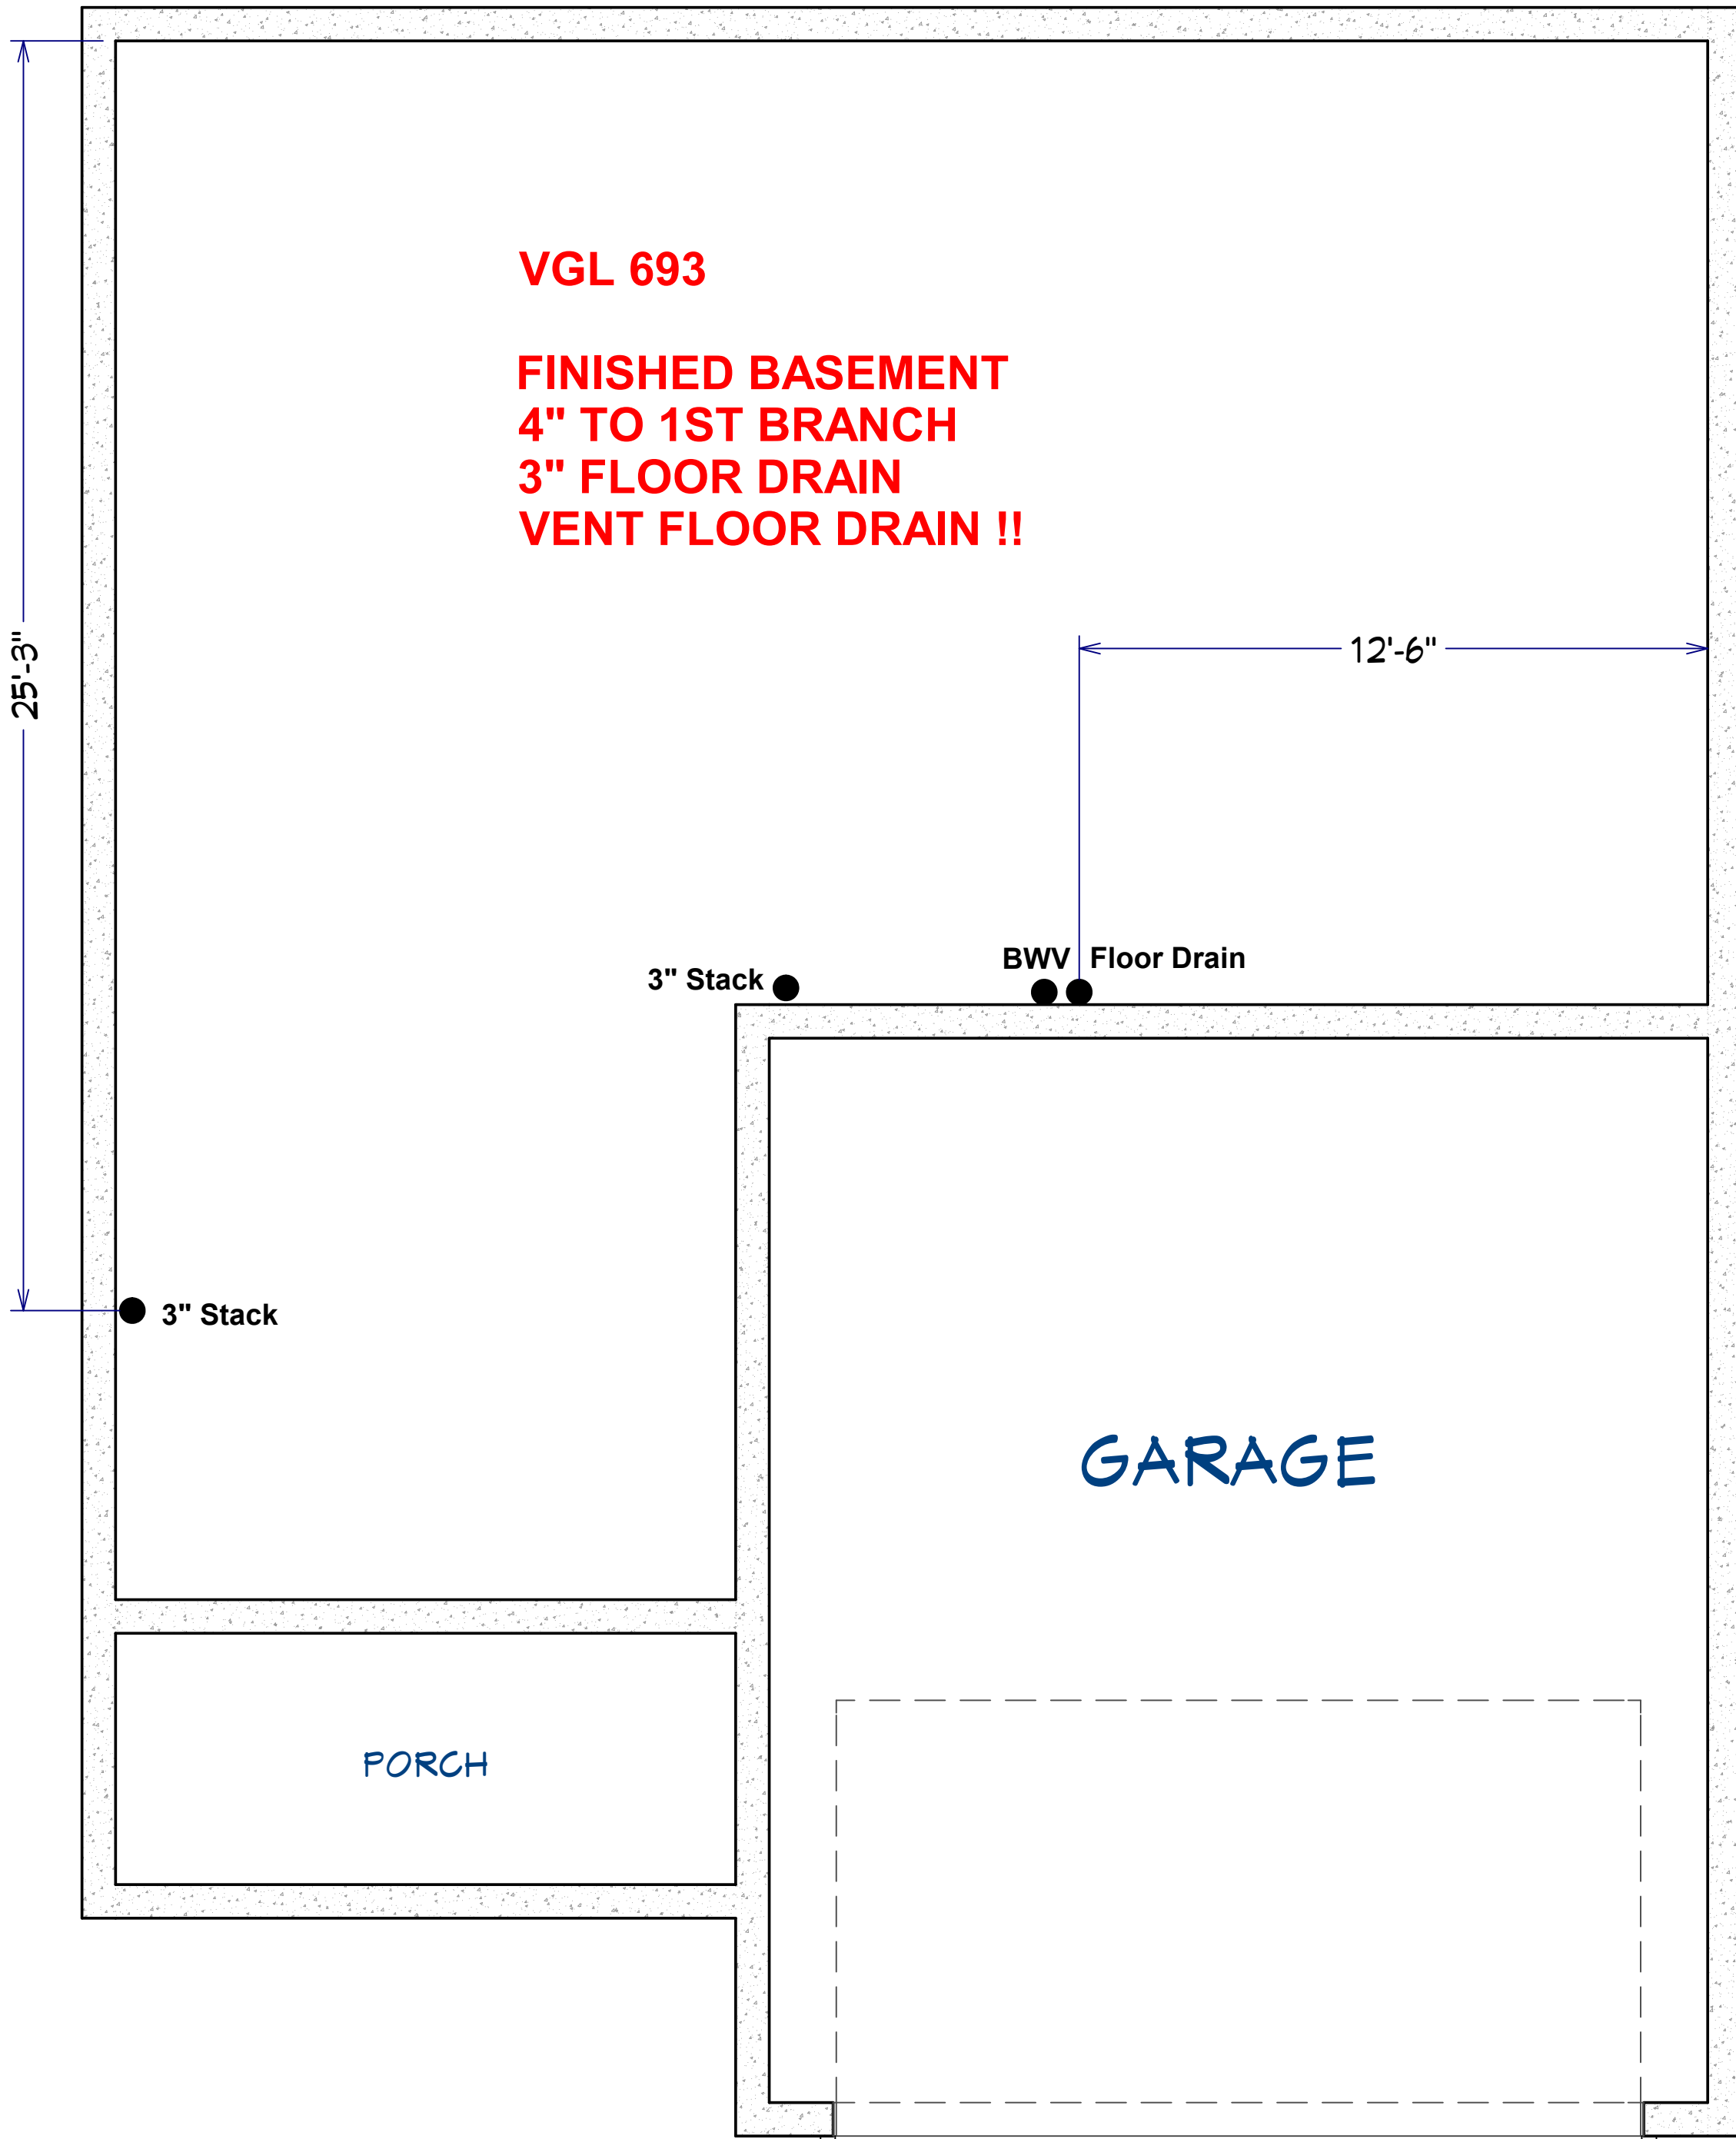 VGL 693
FINISHED BASEMENT
4" TO 1ST BRANCH
3" FLOOR DRAIN
VENT FLOOR DRAIN !!
25'-3"
12'-6"
BWV
Floor Drain
3" Stack
3" Stack
GARAGE
PORCH